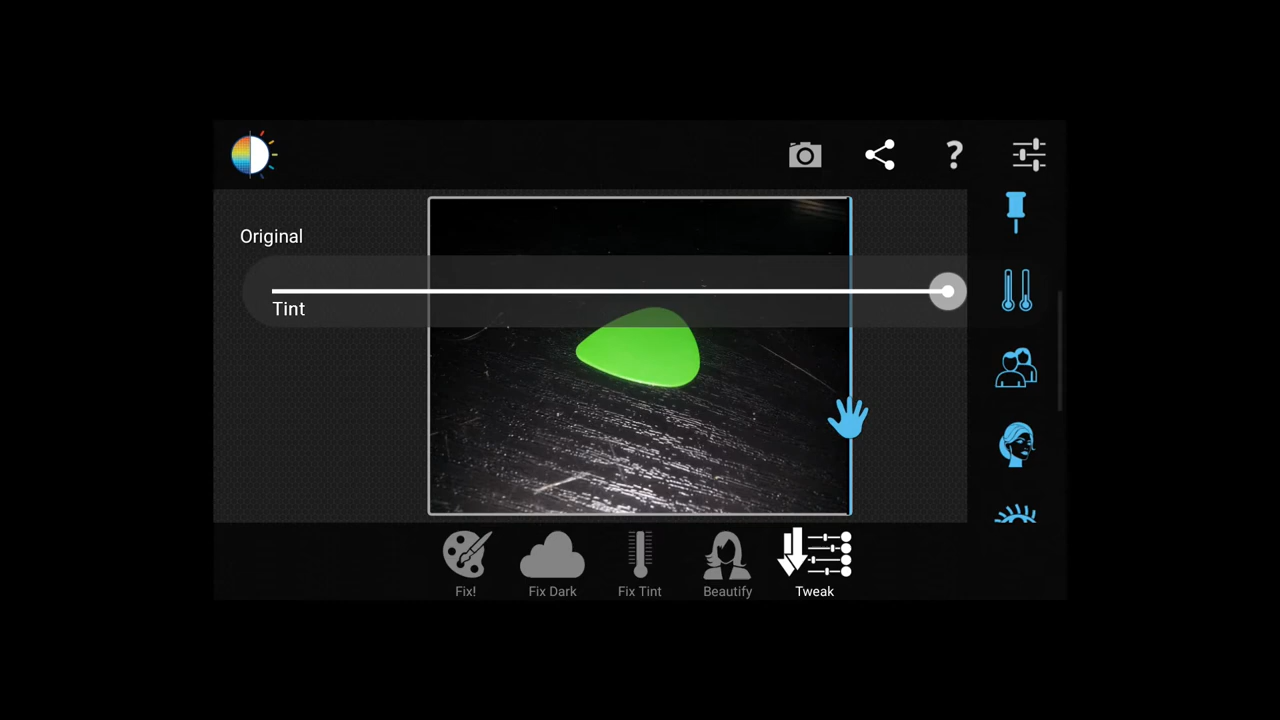 ?
Original
Tint
Fix!
Fix Dark
Fix Tint
Beautify
Tweak